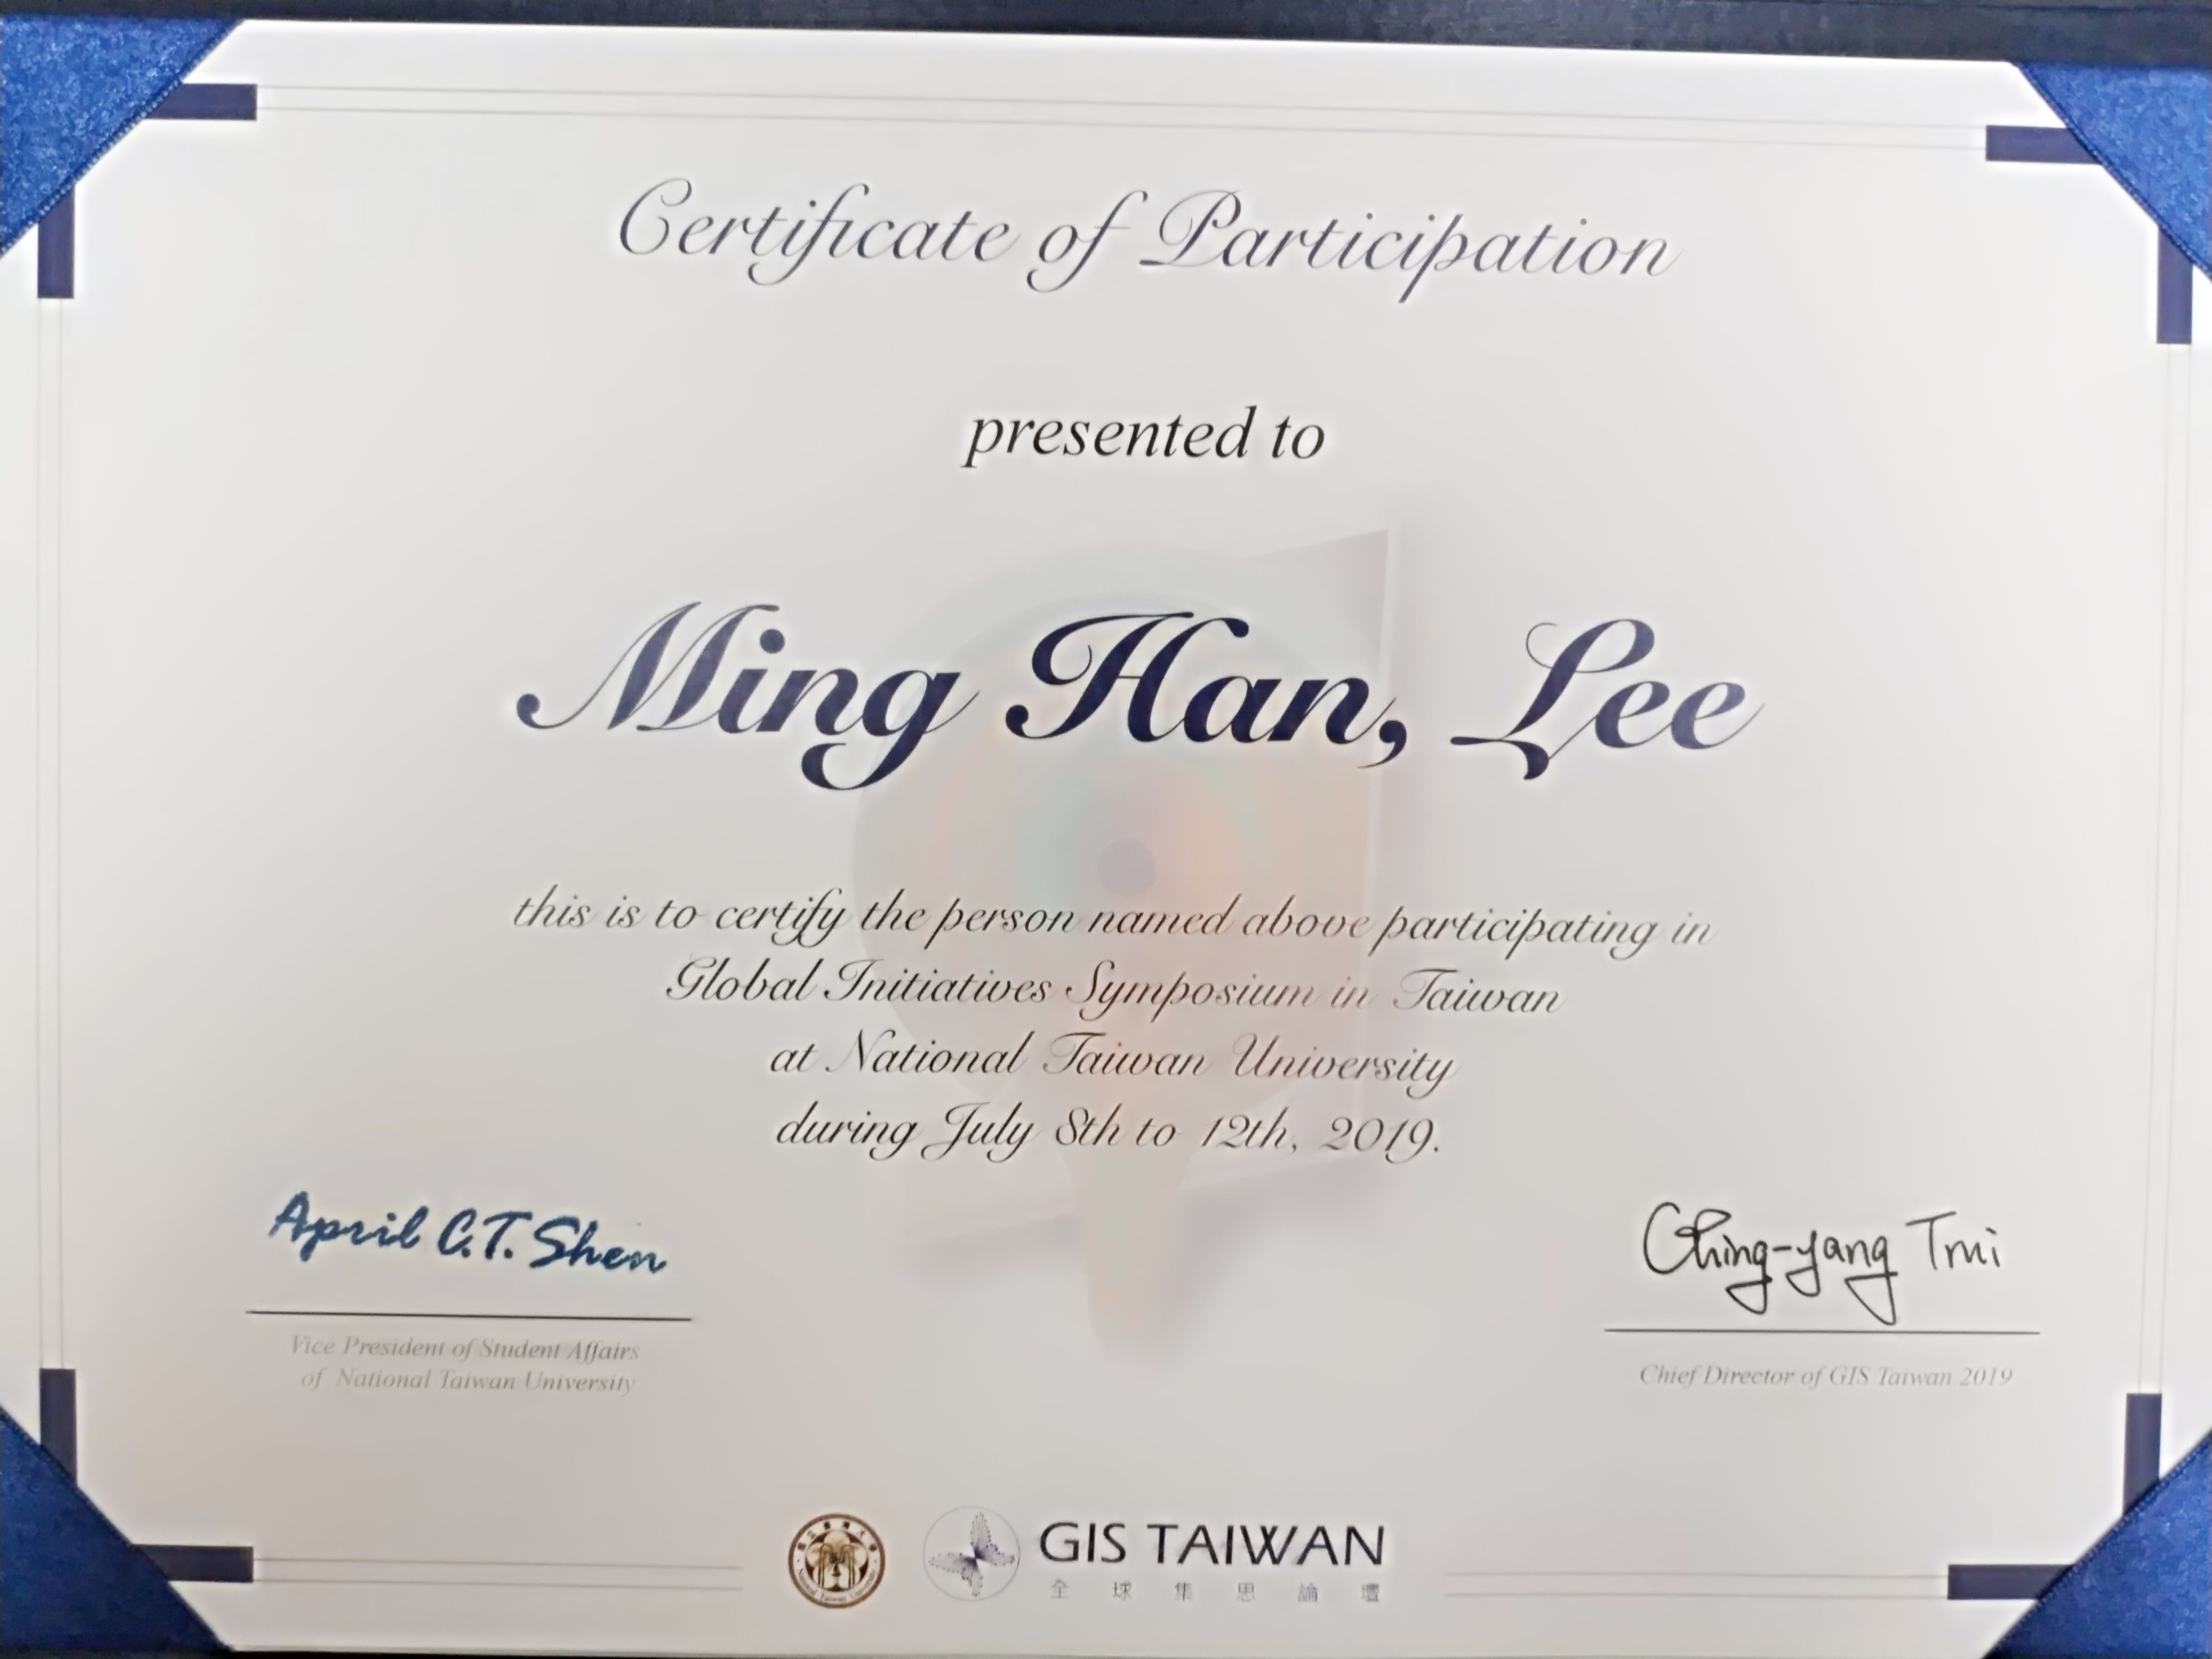 Certificate of Participation
presented to
Ming Han, Lee
this is to certify the person named above participating in
Global Initiatives Symposium in Taiwan
at National Taiwan University
during July 8th to 12th, 2019.
April C.T. Shen
Vice President of Student Affairs
of National Taiwan University
Ching-yang
Chief Director of GIS Taiwan 2019
GIS TAIWAN
全球集思論壇